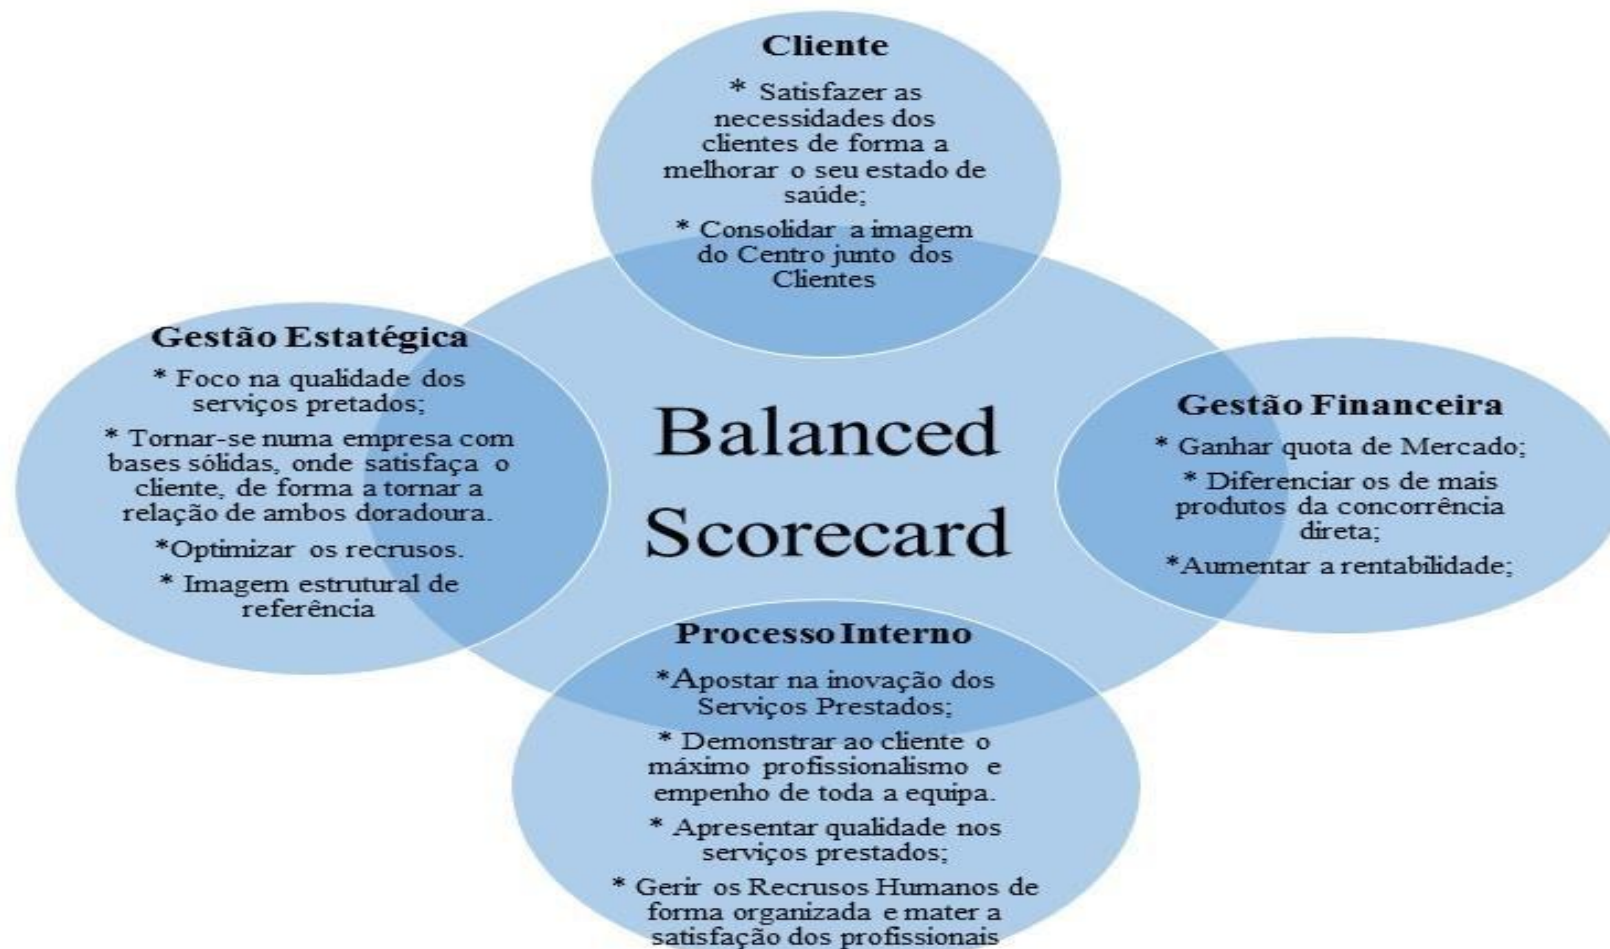 Cliente
* Satisfazer as
necessidades dos
clientes de forma a
melhorar o seu estado de
saúde;
* Consolidar a imagem
do Centro junto dos
Clientes
Gestão Estatégica
* Foco na qualidade dos
serviços pretados;
* Tornar-se numa empresa com
bases sólidas, onde satisfaça o
cliente, de forma a tornar a
relação de ambos doradoura.
*Optimizar os recrusos.
* Imagem estrutural de
referência
Balanced
Scorecard
Gestão Financeira
* Ganhar quota de Mercado;
* Diferenciar os de mais
produtos da concorrência
direta;
*Aumentar a rentabilidade;
Processo Interno
*Apostar na inovação dos
Serviços Prestados;
* Demonstrar ao cliente o
máximo profissionalismo e
empenho de toda a equipa.
* Apresentar qualidade nos
serviços prestados;
* Gerir os Recrusos Humanos de
forma organizada e mater a
satisfação dos profissionais